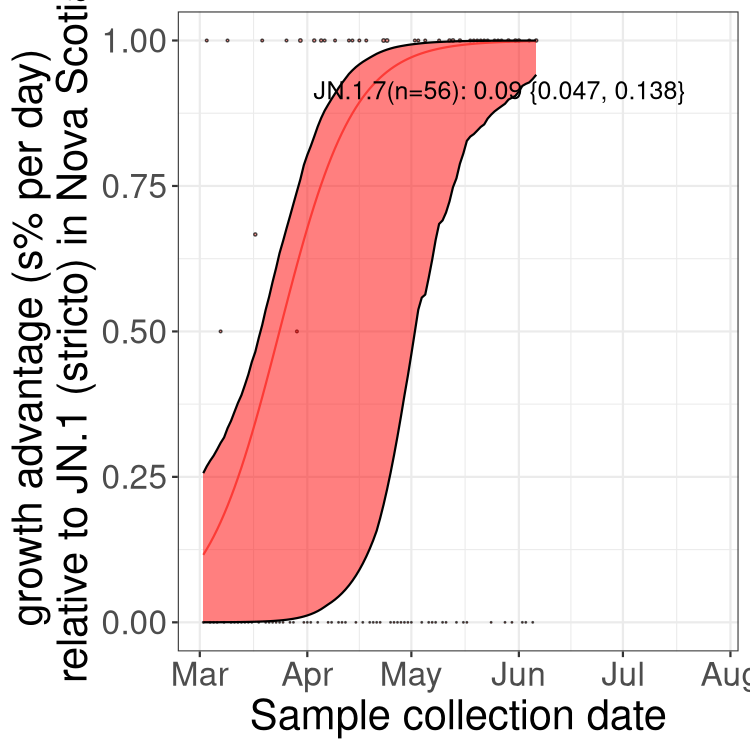 growth advantage (s% per day)
relative to JN.1 (stricto) in Nova Scotia
1.00
0.75
0.50
0.25
0.00
JN.1.7(n=56): 0.09 {0.047, 0.138}
Mar Apr May Jun Jul Aug
Sample collection date